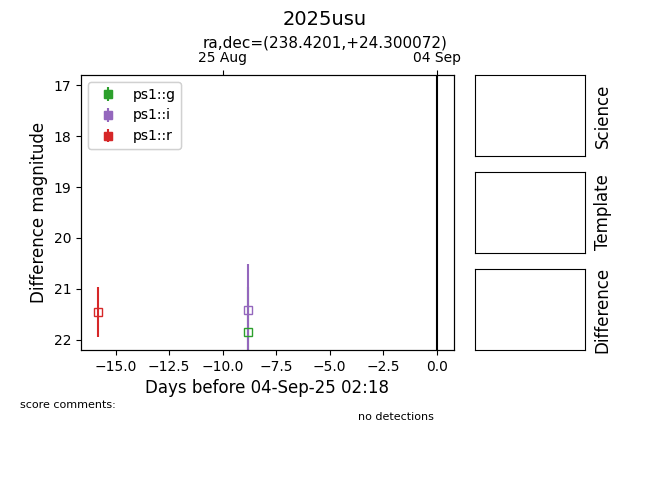 2025usu
ra,dec=(238.4201,+24.300072)
25 Aug
04 Sep
ps1::g
ps1::i
ps1::r
17
18
19
20
21
22
Difference magnitude
−15.0
−12.5
−10.0
−7.5
−5.0
−2.5
0.0
Days before 04-Sep-25 02:18
Science
Template
Difference
score comments:
no detections